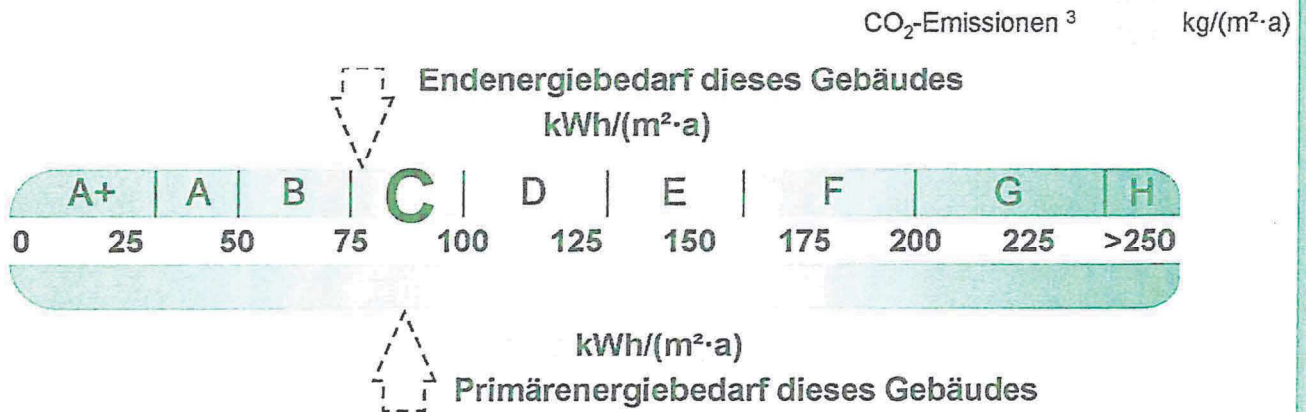 CO₂-Emissionen ³ kg/(m²·a)
Endenergiebedarf dieses Gebäudes
kWh/(m²·a)
A+ A B C D E F G H
0 25 50 75 100 125 150 175 200 225 >250
kWh/(m²·a)
Primärenergiebedarf dieses Gebäudes